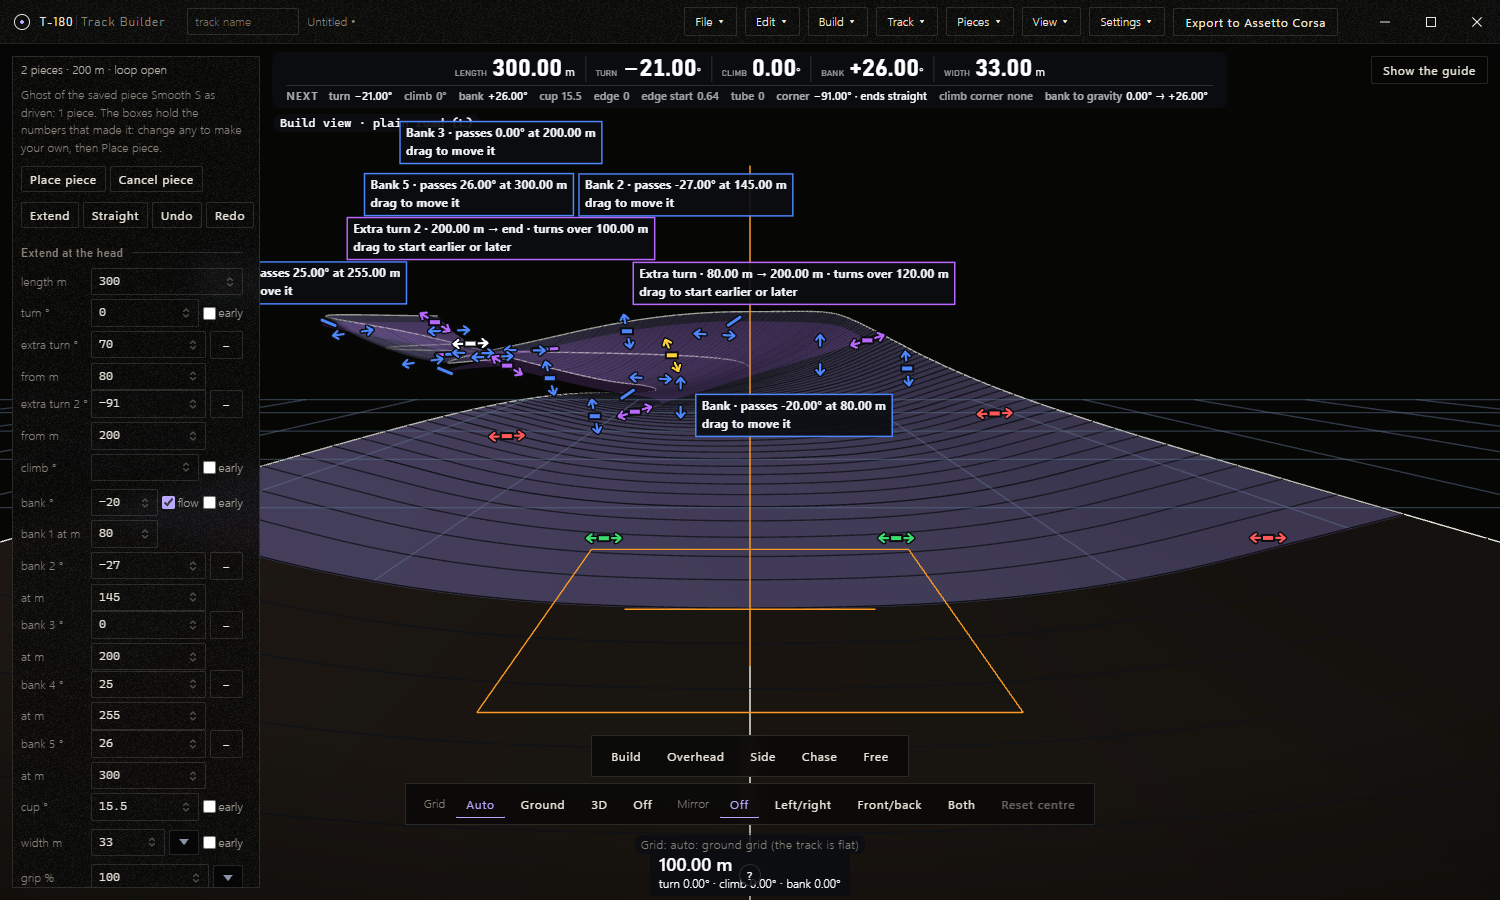 T-180 Track Builder
track name
Untitled •
File ▾
Edit ▾
Build ▾
Track ▾
Pieces ▾
View ▾
Settings ▾
Export to Assetto Corsa
2 pieces · 200 m · loop open
Ghost of the saved piece Smooth S as
driven: 1 piece. The boxes hold the
numbers that made it: change any to make
your own, then Place piece.
Place piece
Cancel piece
Extend
Straight
Undo
Redo
Extend at the head
length m 300
turn ° 0 early
extra turn ° 70 –
from m 80
extra turn 2 ° −91 –
from m 200
climb ° early
bank ° −20 flow early
bank 1 at m 80
bank 2 ° −27 –
at m 145
bank 3 ° 0 –
at m 200
bank 4 ° 25 –
at m 255
bank 5 ° 26 –
at m 300
cup ° 15.5 early
width m 33 early
grip % 100
LENGTH 300.00 m TURN −21.00° CLIMB 0.00° BANK +26.00° WIDTH 33.00 m
NEXT turn −21.00° climb 0° bank +26.00° cup 15.5 edge 0 edge start 0.64 tube 0 corner −91.00° · ends straight climb corner none bank to gravity 0.00° → +26.00°
Show the guide
Build view · plain
Bank 3 · passes 0.00° at 200.00 m
drag to move it
Bank 5 · passes 26.00° at 300.00 m
drag to move it
Bank 2 · passes -27.00° at 145.00 m
drag to move it
Extra turn 2 · 200.00 m → end · turns over 100.00 m
drag to start earlier or later
asses 25.00° at 255.00 m
ove it
Extra turn · 80.00 m → 200.00 m · turns over 120.00 m
drag to start earlier or later
Bank · passes -20.00° at 80.00 m
drag to move it
Build
Overhead
Side
Chase
Free
Grid Auto Ground 3D Off Mirror Off Left/right Front/back Both Reset centre
Grid: auto: ground grid (the track is flat)
100.00 m
?
turn 0.00° · climb 0.00° · bank 0.00°